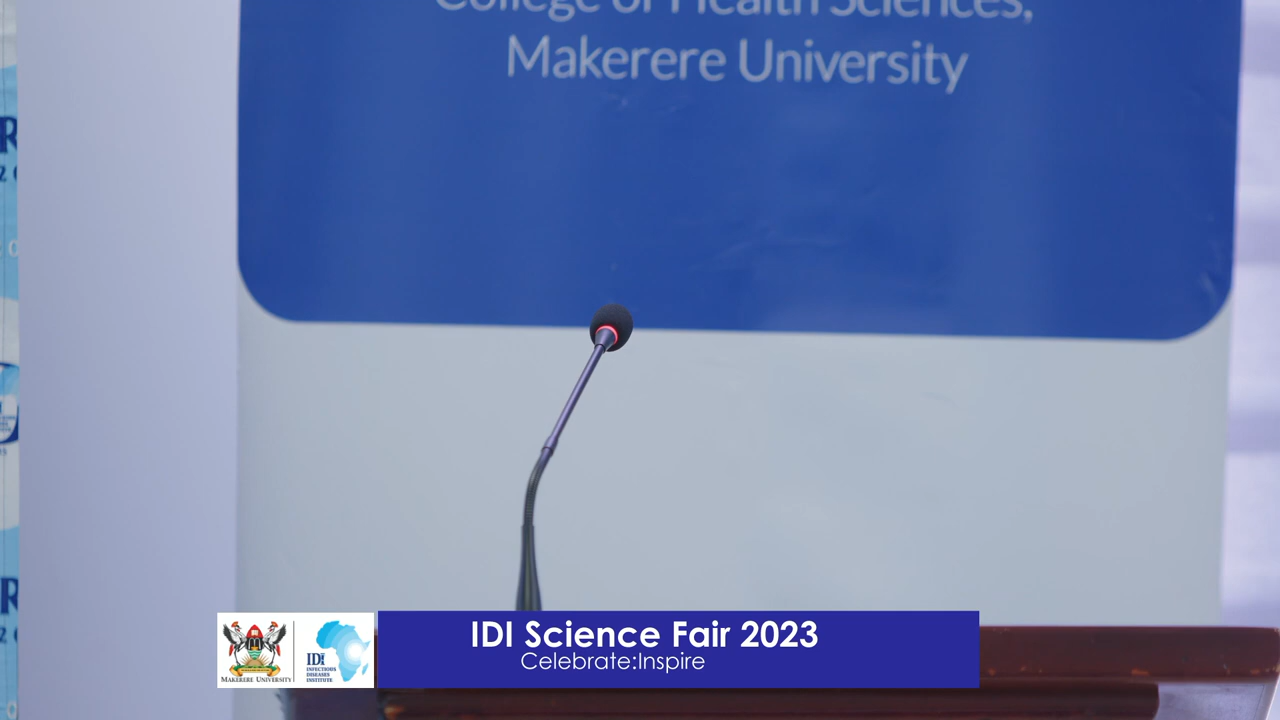 College of Health Sciences,
Makerere University
IDI Science Fair 2023
Celebrate:Inspire
MAKERERE UNIVERSITY
IDI
INFECTIOUS
DISEASES
INSTITUTE